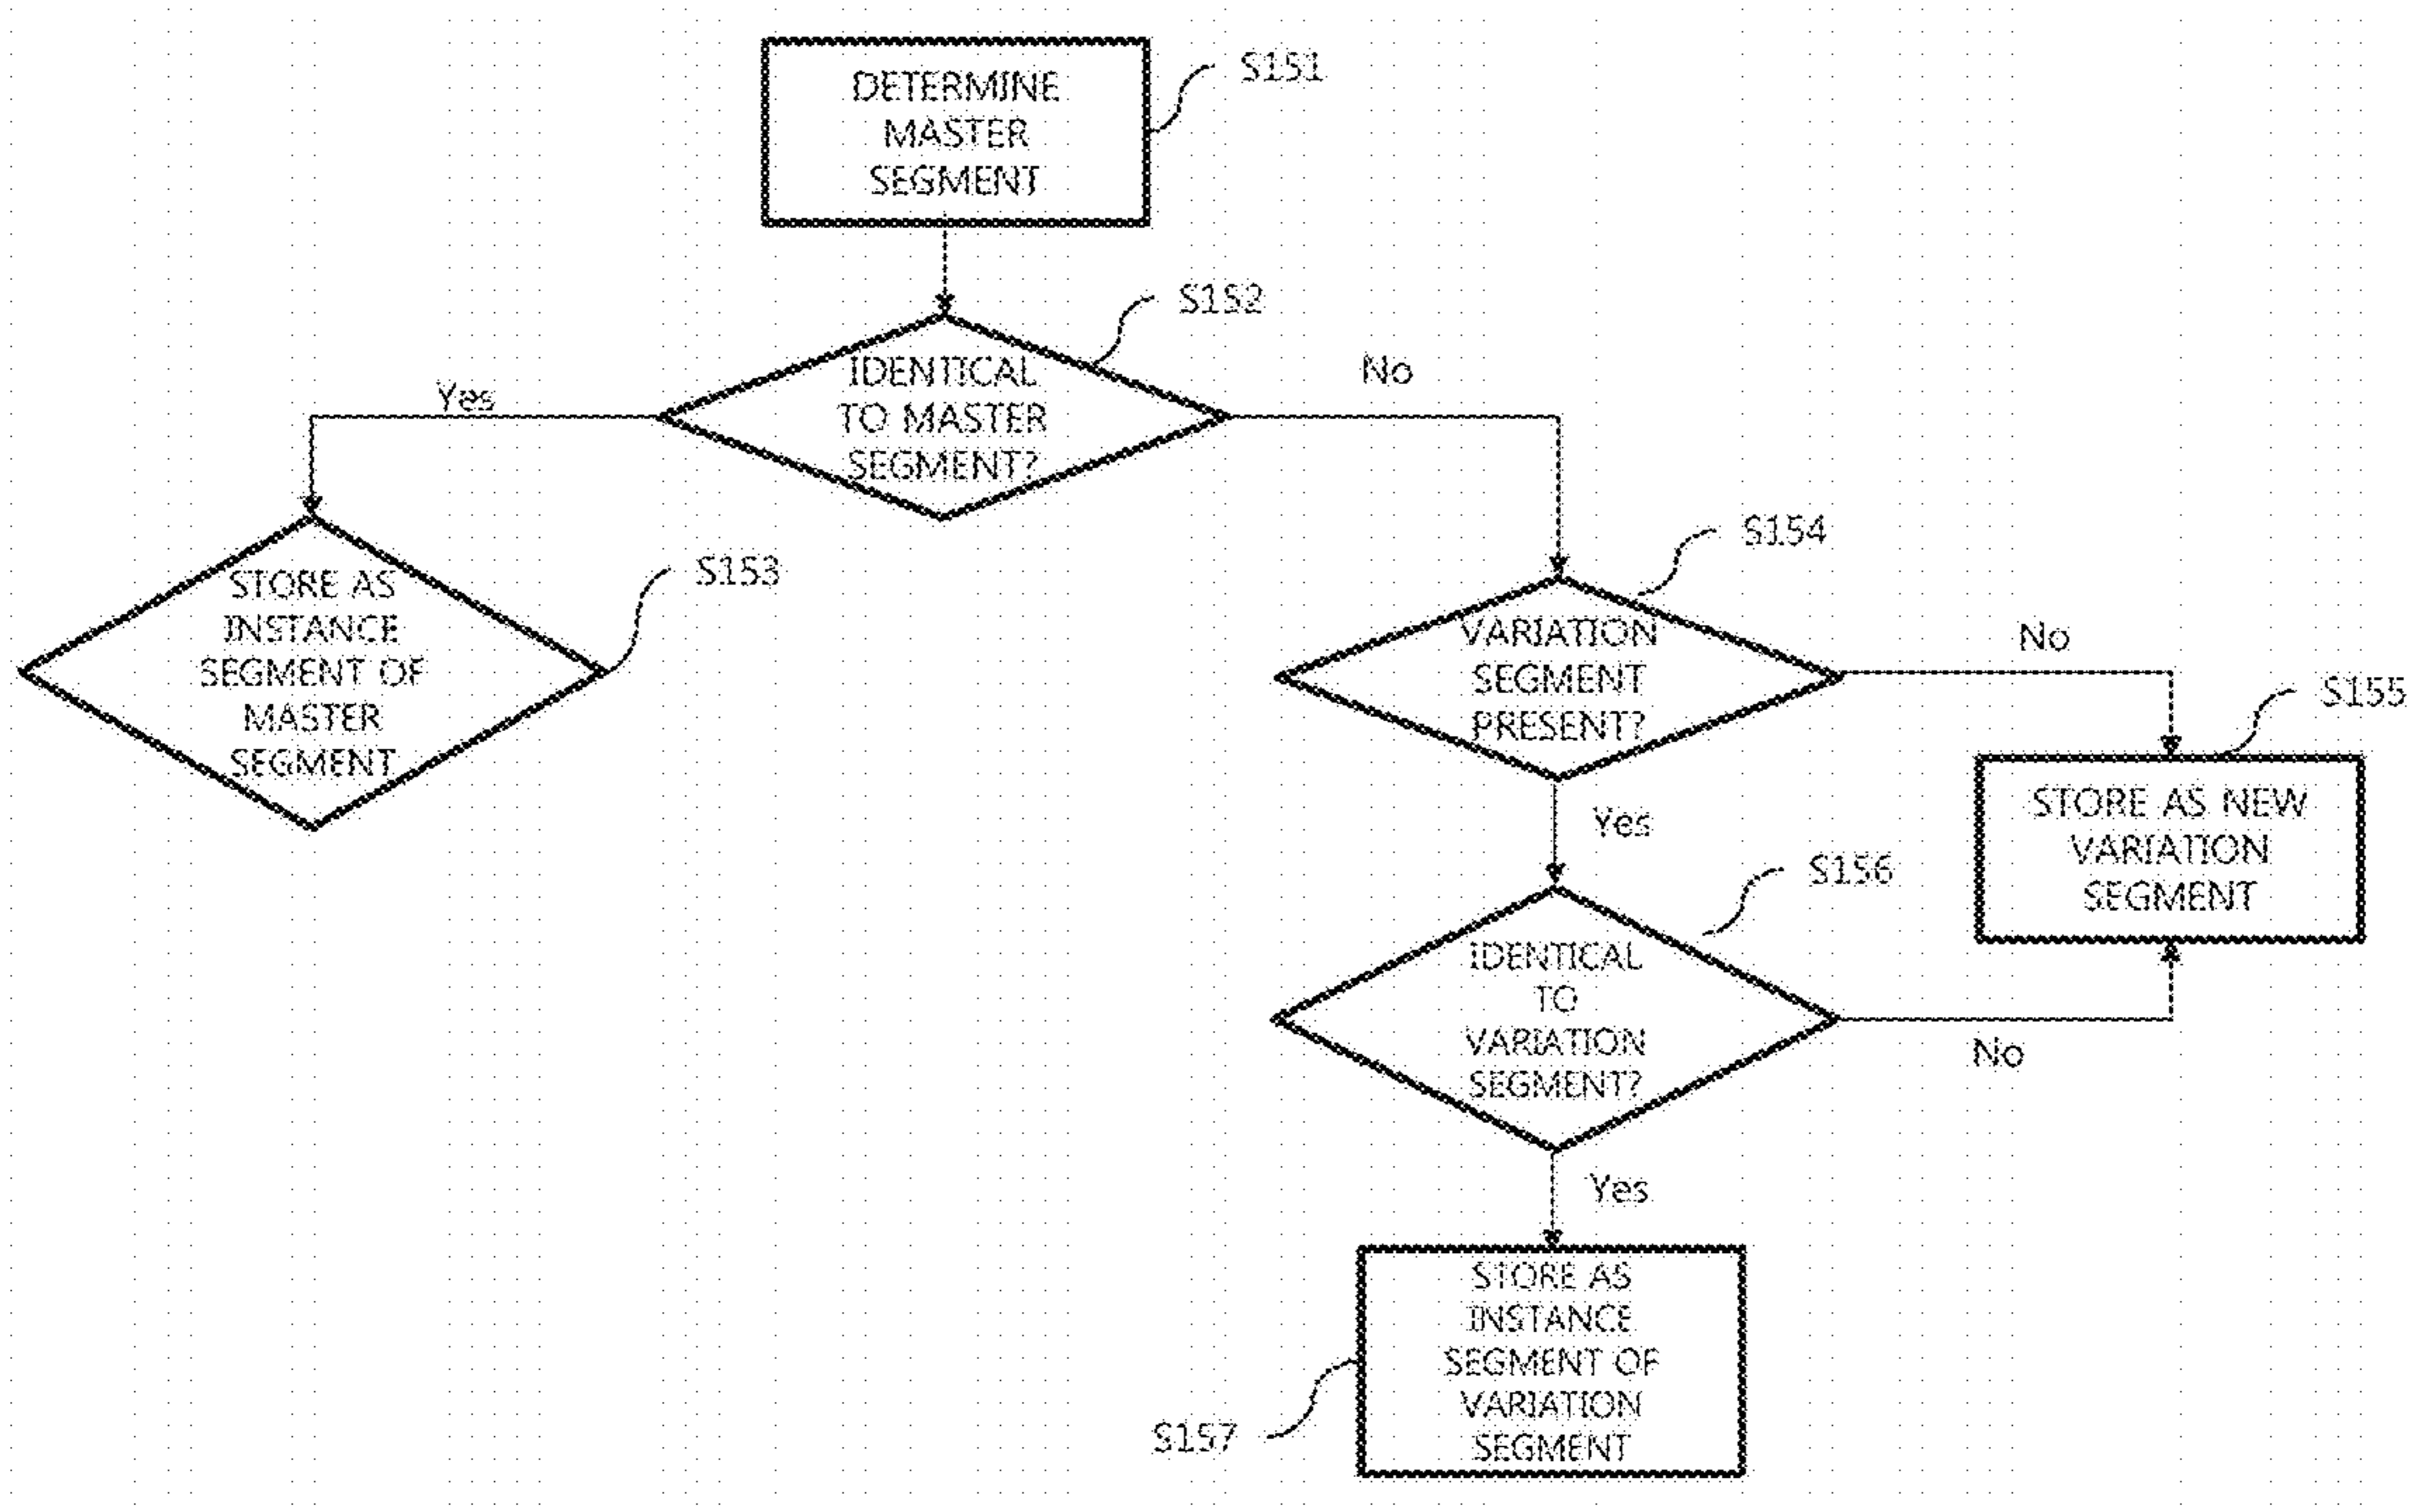 DETERMINE
MASTER
SEGMENT
S151
S152
IDENTICAL
TO MASTER
SEGMENT?
Yes
No
STORE AS
INSTANCE
SEGMENT OF
MASTER
SEGMENT
S153
S154
VARIATION
SEGMENT
PRESENT?
No
Yes
S155
STORE AS NEW
VARIATION
SEGMENT
S156
IDENTICAL
TO
VARIATION
SEGMENT?
No
Yes
STORE AS
INSTANCE
SEGMENT OF
VARIATION
SEGMENT
S157